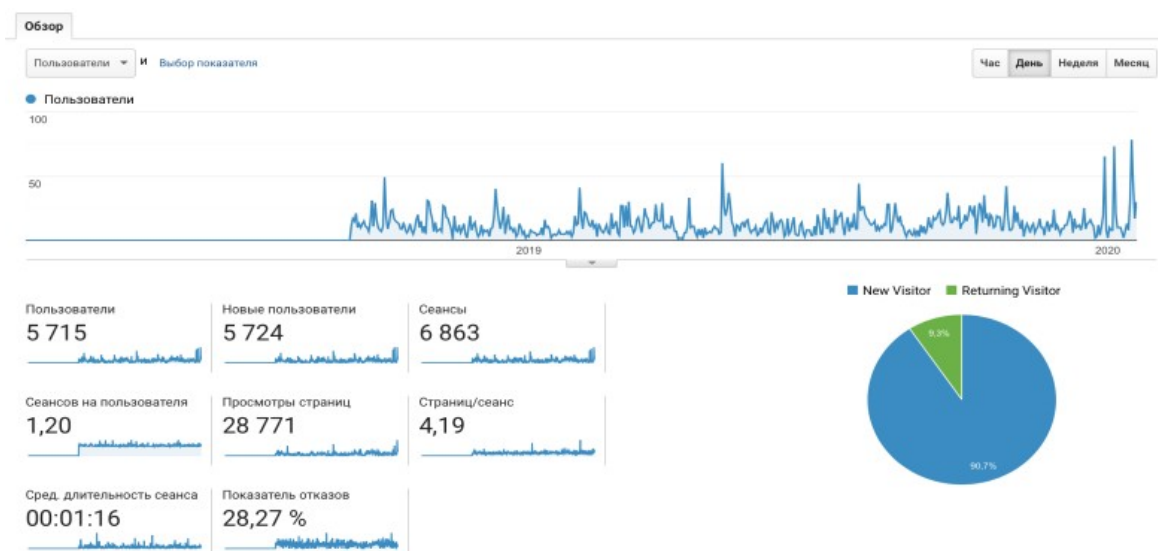 Обзор
Пользователи и Выбор показателя
Час День Неделя Месяц
Пользователи
100
50
2019 2020
New Visitor Returning Visitor
Пользователи Новые пользователи Сеансы
5 715 5 724 6 863
9,3%
Сеансов на пользователя Просмотры страниц Страниц/сеанс
1,20 28 771 4,19
90,7%
Сред. длительность сеанса Показатель отказов
00:01:16 28,27 %